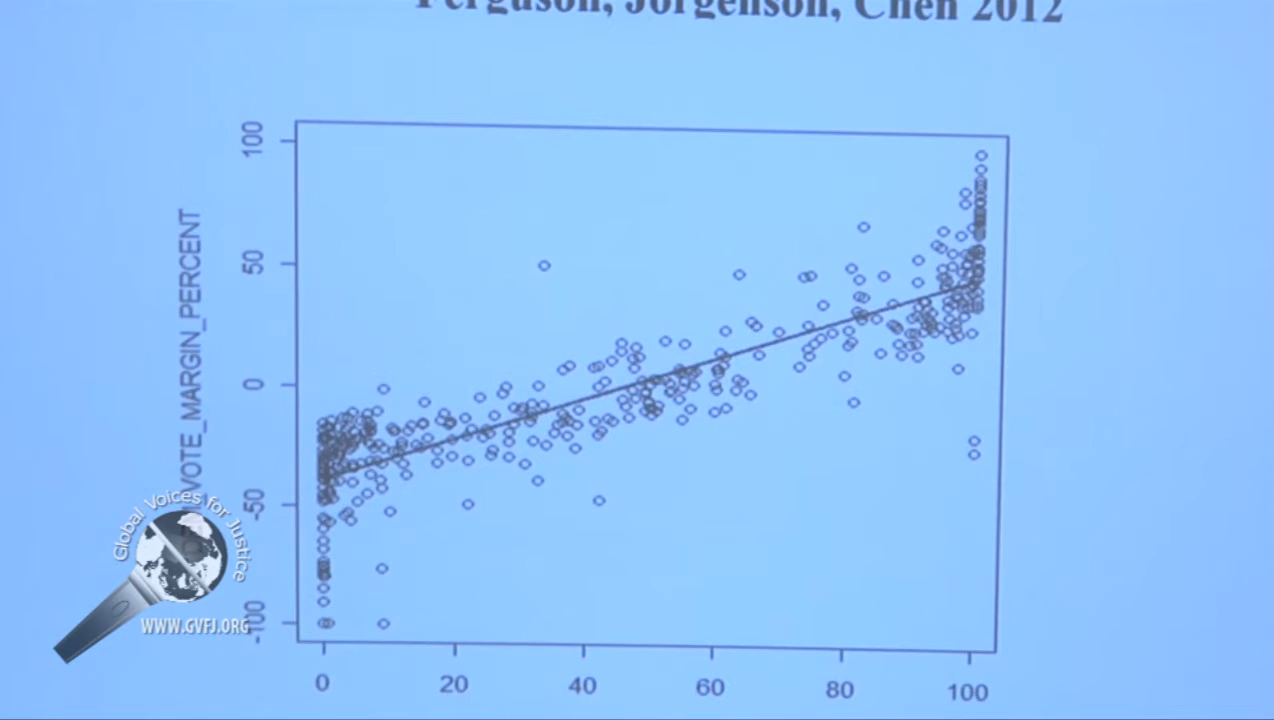 Ferguson, Jorgenson, Chen 2012
100
50
0
-50
-100
VOTE_MARGIN_PERCENT
0 20 40 60 80 100
Global Voices for Justice
WWW.GVFJ.ORG